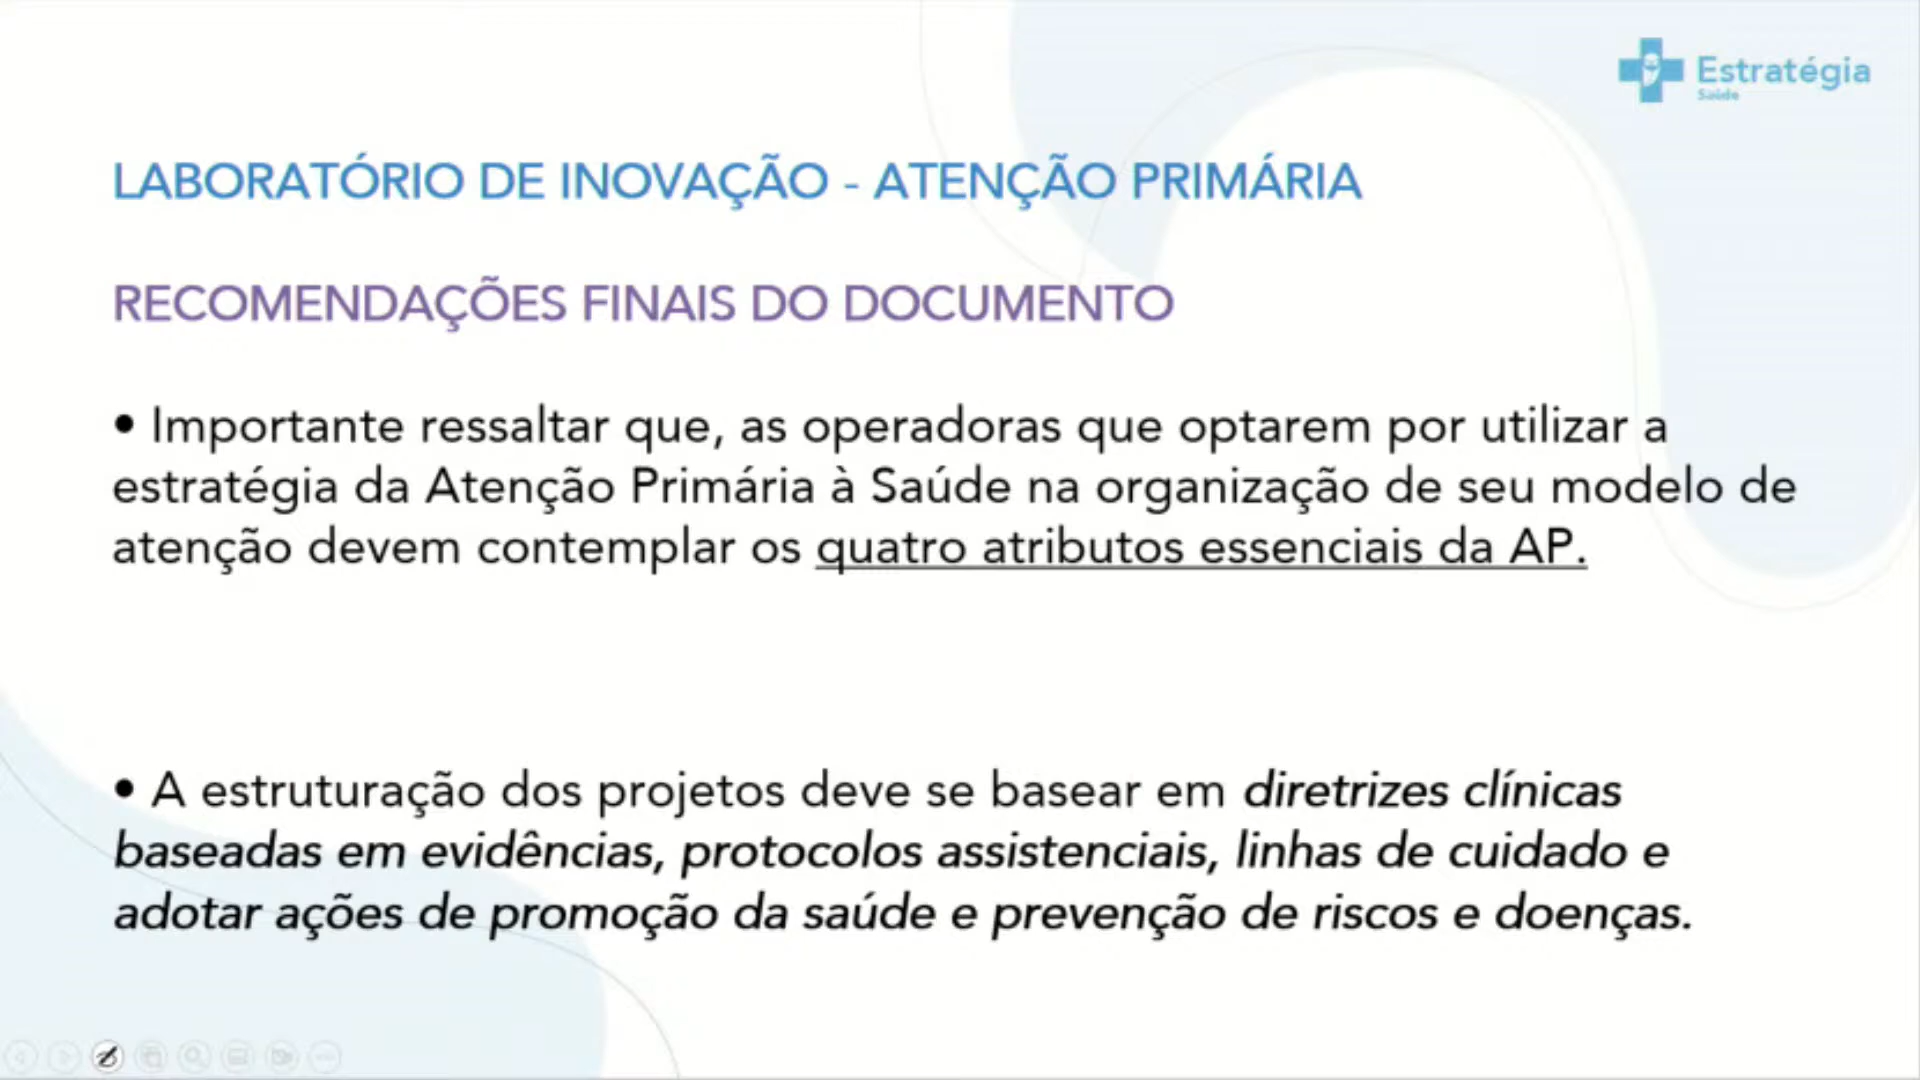 Estratégia
Saúde
LABORATÓRIO DE INOVAÇÃO - ATENÇÃO PRIMÁRIA
RECOMENDAÇÕES FINAIS DO DOCUMENTO
• Importante ressaltar que, as operadoras que optarem por utilizar a
estratégia da Atenção Primária à Saúde na organização de seu modelo de
atenção devem contemplar os quatro atributos essenciais da AP.
• A estruturação dos projetos deve se basear em diretrizes clínicas
baseadas em evidências, protocolos assistenciais, linhas de cuidado e
adotar ações de promoção da saúde e prevenção de riscos e doenças.